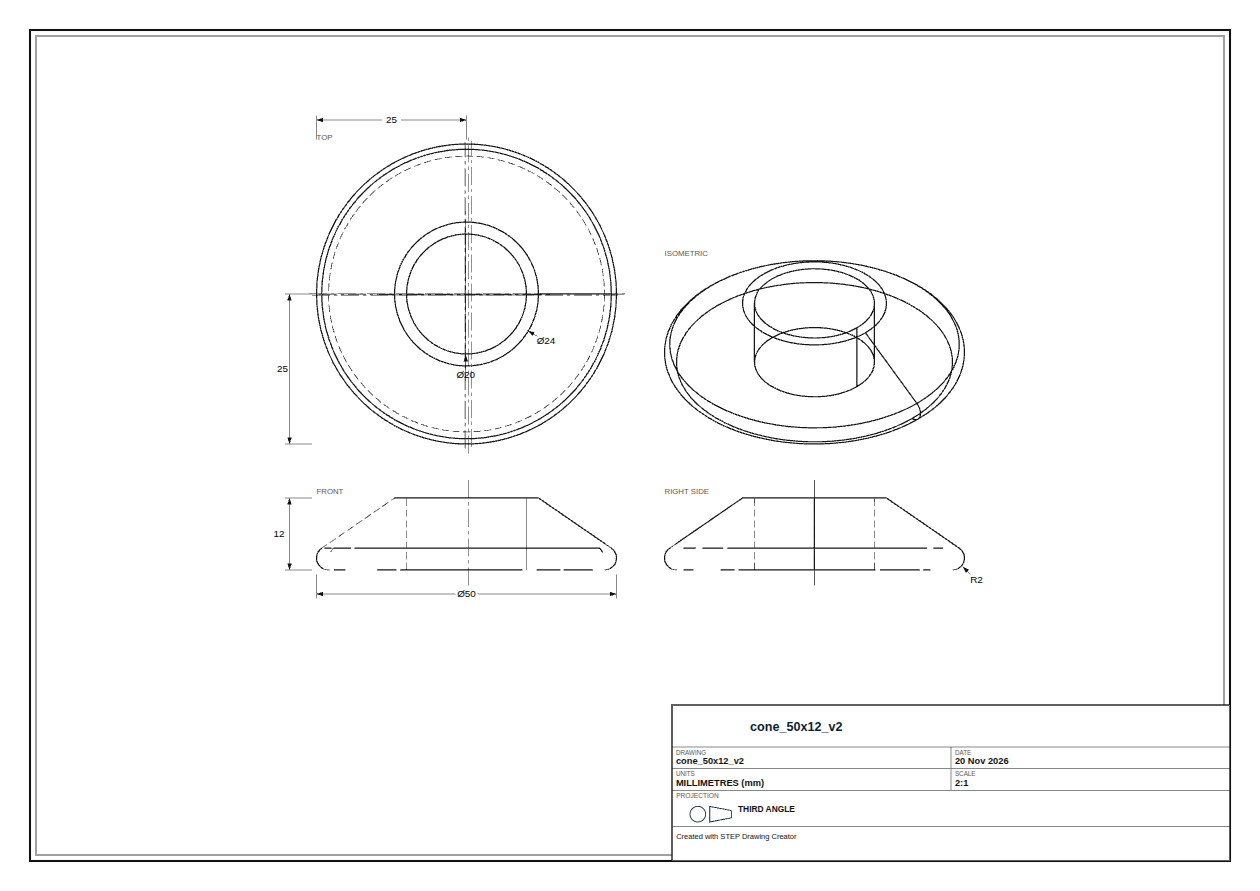 25
TOP
ISOMETRIC
Ø24
25
Ø20
FRONT
RIGHT SIDE
12
R2
Ø50
cone_50x12_v2
DRAWING
cone_50x12_v2
DATE
20 Nov 2026
UNITS
MILLIMETRES (mm)
SCALE
2:1
PROJECTION
THIRD ANGLE
Created with STEP Drawing Creator